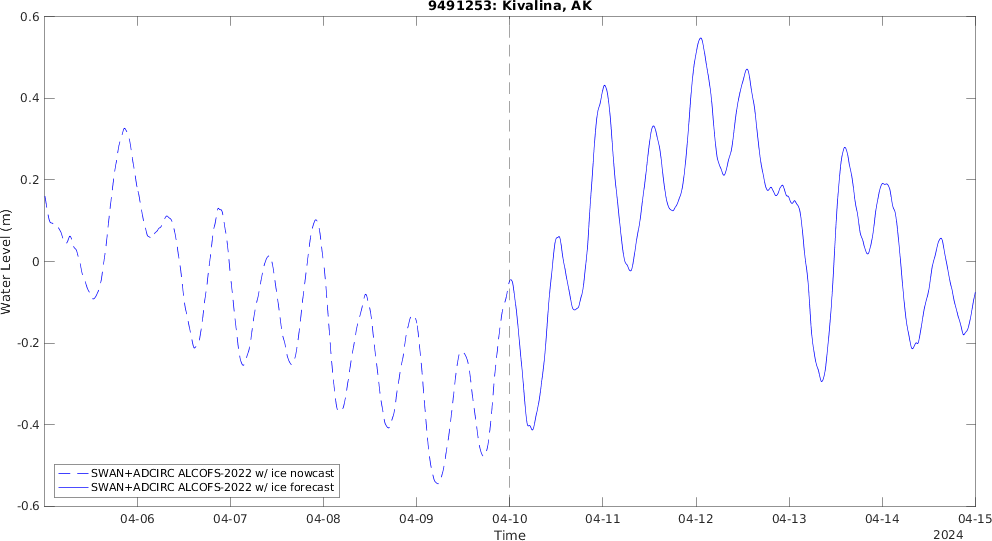 9491253: Kivalina, AK
Water Level (m)
0.6
0.4
0.2
0
-0.2
-0.4
-0.6
SWAN+ADCIRC ALCOFS-2022 w/ ice nowcast
SWAN+ADCIRC ALCOFS-2022 w/ ice forecast
04-06 04-07 04-08 04-09 04-10 04-11 04-12 04-13 04-14 04-15
Time
2024